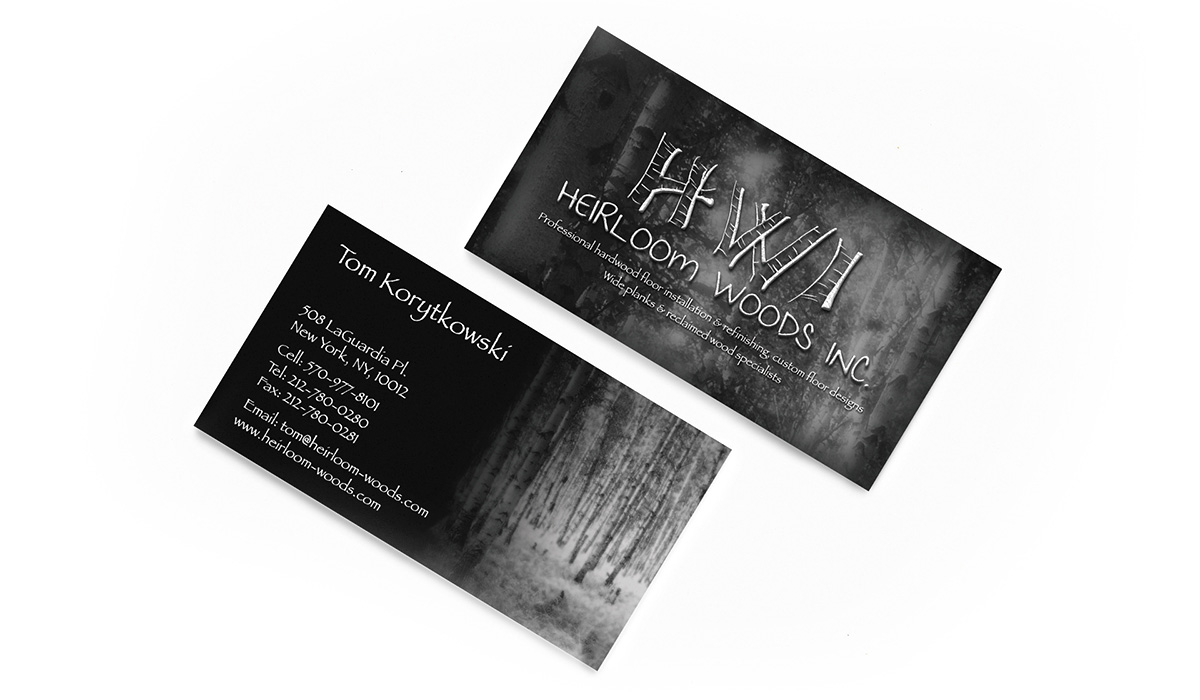 HWI
HEIRLOOM WOODS INC.
Professional hardwood floor installation & refinishing, custom floor designs
Wide planks & reclaimed wood specialists
Tom Korytkowski
508 LaGuardia Pl.
New York, NY, 10012
Cell: 570-977-8101
Tel: 212-780-0280
Fax: 212-780-0281
Email: tom@heirloom-woods.com
www.heirloom-woods.com